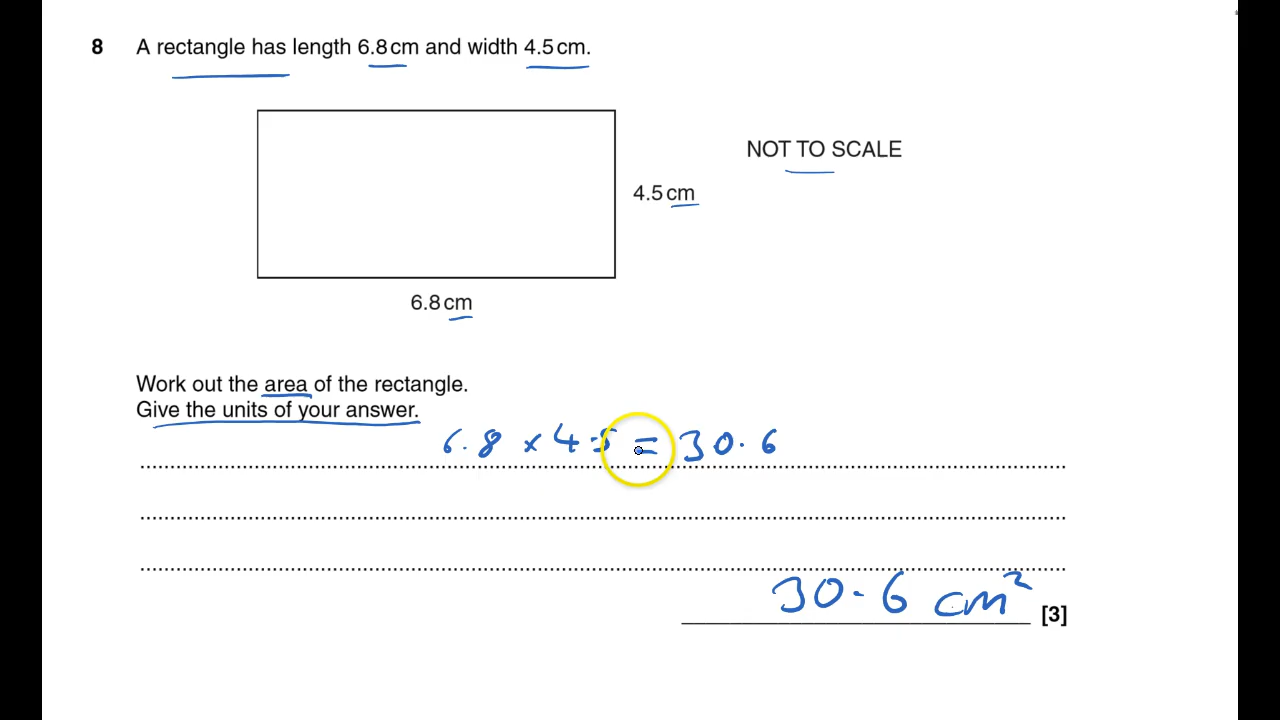 8 A rectangle has length 6.8 cm and width 4.5 cm.
NOT TO SCALE
4.5 cm
6.8 cm
Work out the area of the rectangle.
Give the units of your answer.
6.8 × 4.5 = 30.6
30.6 cm² [3]